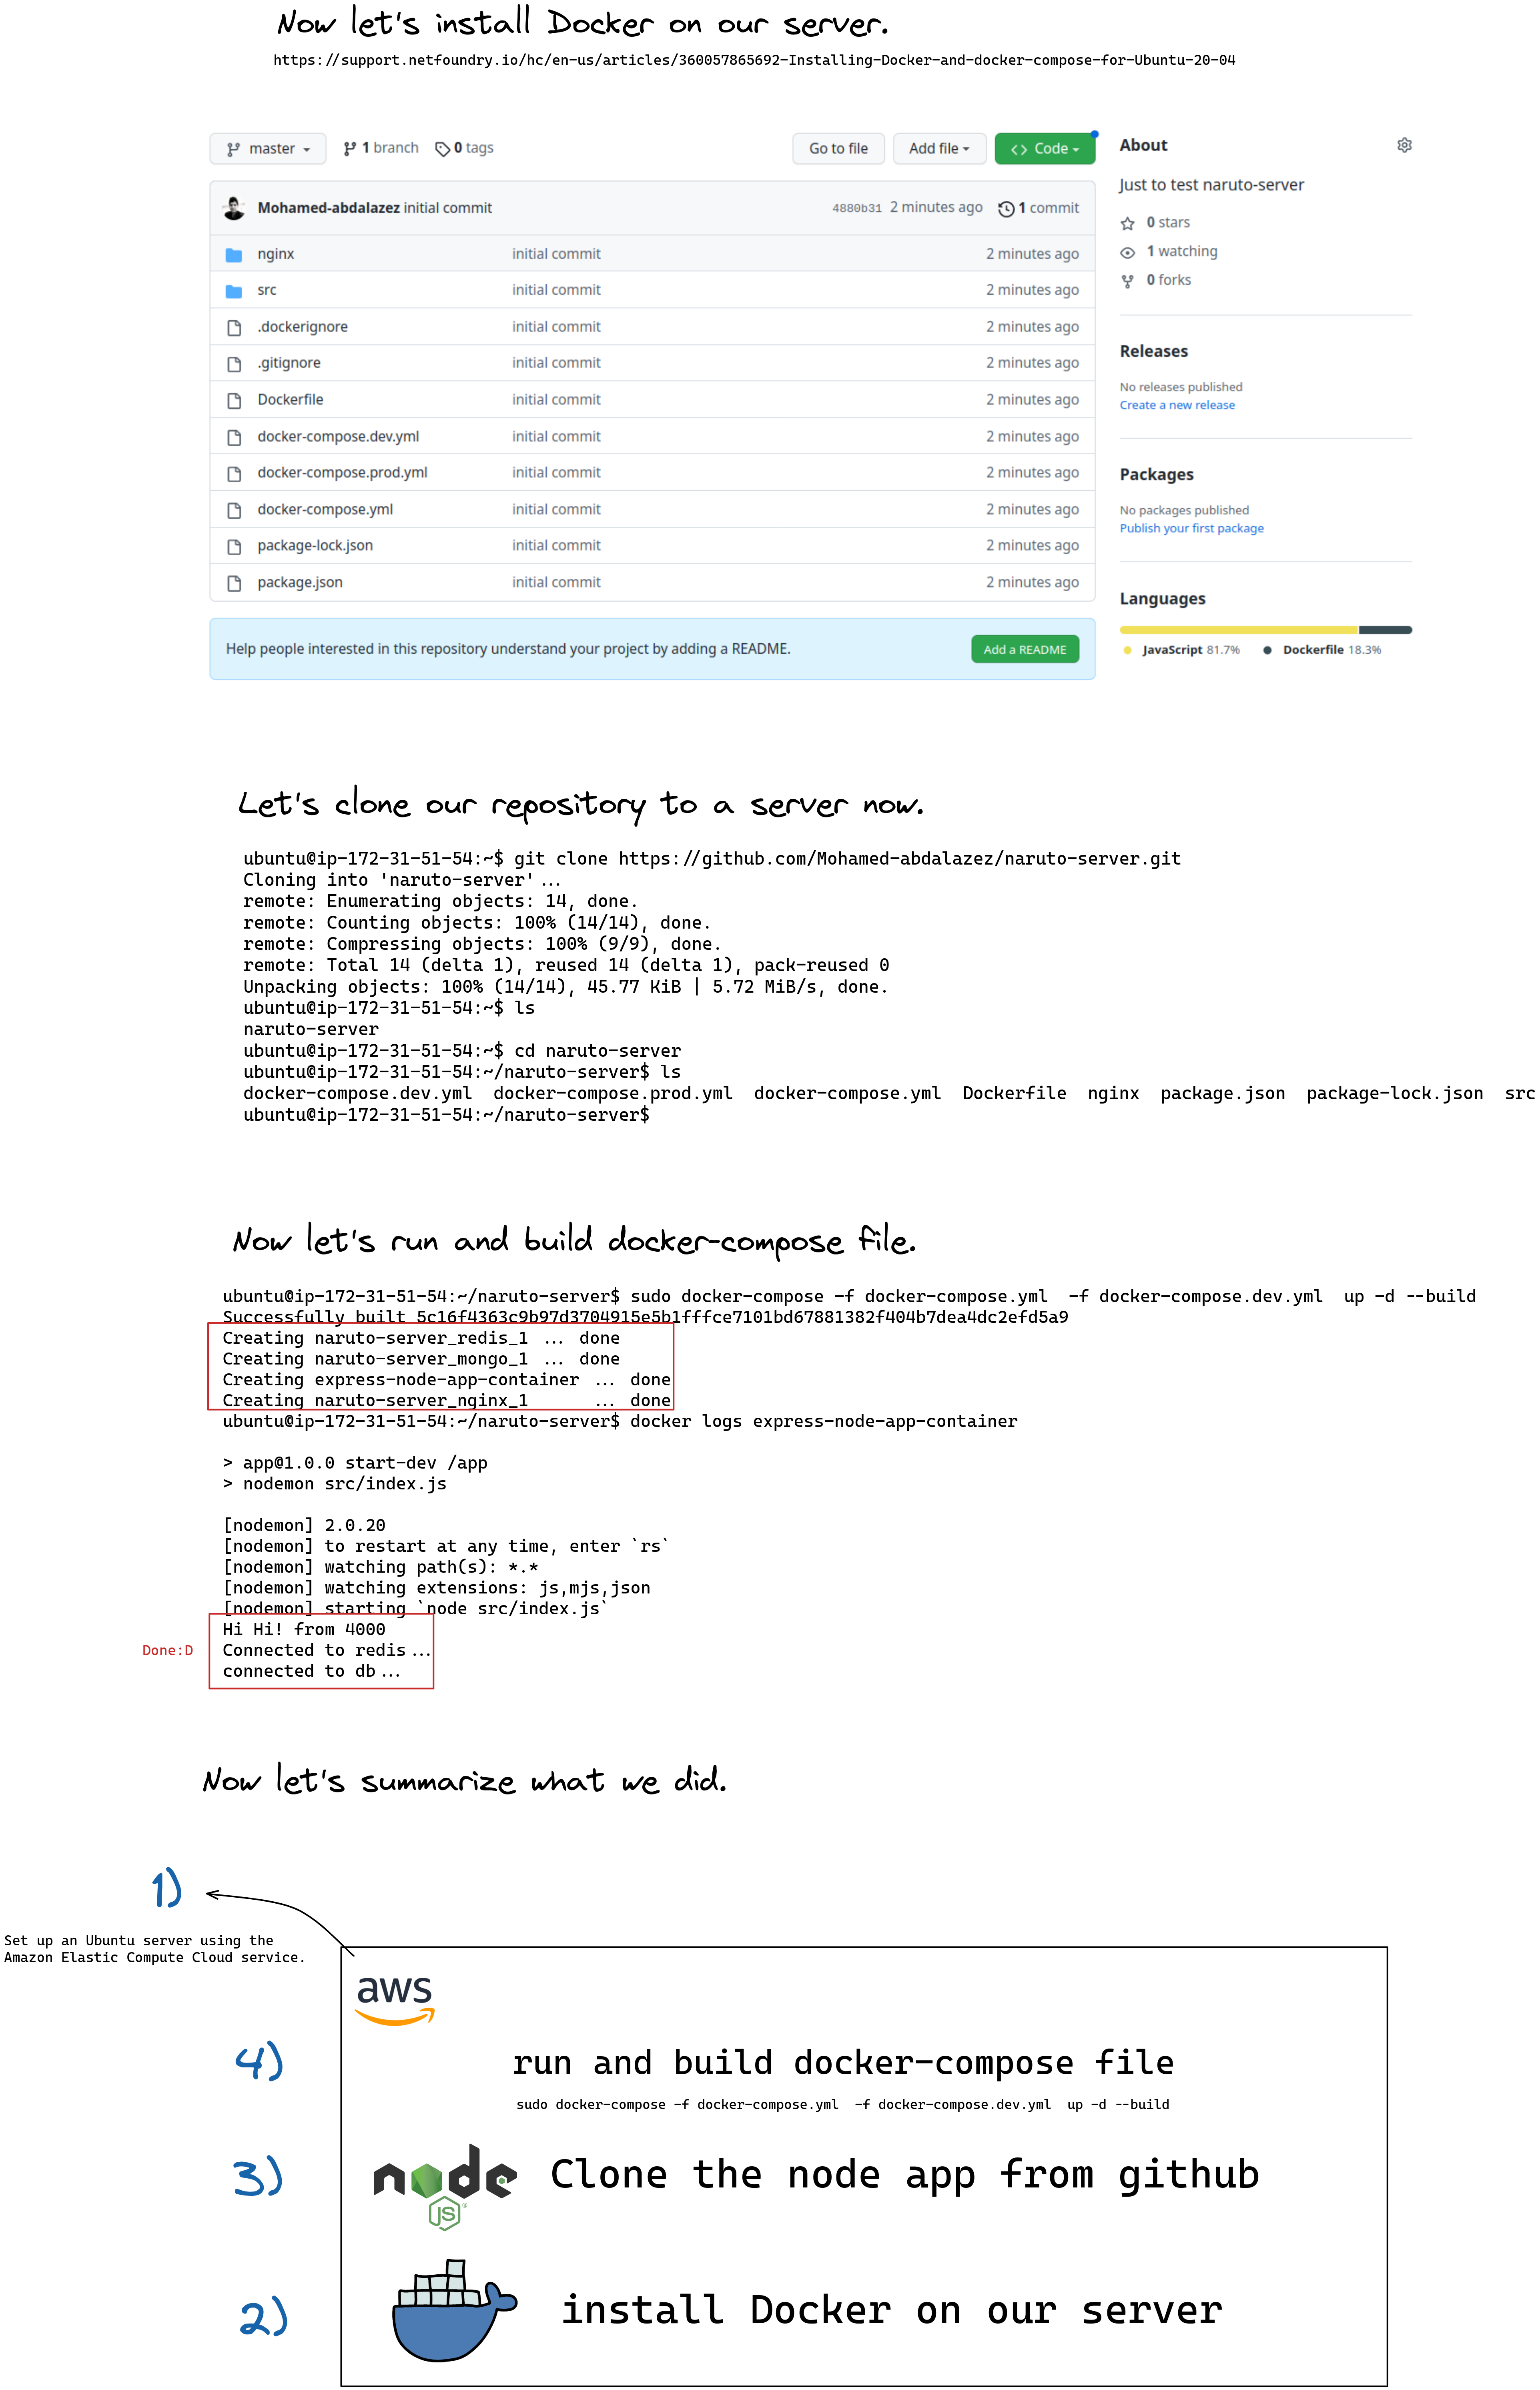 Now let's install Docker on our server.
https://support.netfoundry.io/hc/en-us/articles/360057865692-Installing-Docker-and-docker-compose-for-Ubuntu-20-04
master 1 branch 0 tags Go to file Add file Code
Mohamed-abdalazez initial commit 4880b31 2 minutes ago 1 commit
nginx initial commit 2 minutes ago
src initial commit 2 minutes ago
.dockerignore initial commit 2 minutes ago
.gitignore initial commit 2 minutes ago
Dockerfile initial commit 2 minutes ago
docker-compose.dev.yml initial commit 2 minutes ago
docker-compose.prod.yml initial commit 2 minutes ago
docker-compose.yml initial commit 2 minutes ago
package-lock.json initial commit 2 minutes ago
package.json initial commit 2 minutes ago
Help people interested in this repository understand your project by adding a README. Add a README
About
Just to test naruto-server
0 stars
1 watching
0 forks
Releases
No releases published
Create a new release
Packages
No packages published
Publish your first package
Languages
JavaScript 81.7% Dockerfile 18.3%
Let's clone our repository to a server now.
ubuntu@ip-172-31-51-54:~$ git clone https://github.com/Mohamed-abdalazez/naruto-server.git
Cloning into 'naruto-server'...
remote: Enumerating objects: 14, done.
remote: Counting objects: 100% (14/14), done.
remote: Compressing objects: 100% (9/9), done.
remote: Total 14 (delta 1), reused 14 (delta 1), pack-reused 0
Unpacking objects: 100% (14/14), 45.77 KiB | 5.72 MiB/s, done.
ubuntu@ip-172-31-51-54:~$ ls
naruto-server
ubuntu@ip-172-31-51-54:~$ cd naruto-server
ubuntu@ip-172-31-51-54:~/naruto-server$ ls
docker-compose.dev.yml docker-compose.prod.yml docker-compose.yml Dockerfile nginx package.json package-lock.json src
ubuntu@ip-172-31-51-54:~/naruto-server$
Now let's run and build docker-compose file.
ubuntu@ip-172-31-51-54:~/naruto-server$ sudo docker-compose -f docker-compose.yml -f docker-compose.dev.yml up -d --build
Successfully built 5c16f4363c9b97d3704915e5b1fffce7101bd67881382f404b7dea4dc2efd5a9
Creating naruto-server_redis_1 ... done
Creating naruto-server_mongo_1 ... done
Creating express-node-app-container ... done
Creating naruto-server_nginx_1 ... done
ubuntu@ip-172-31-51-54:~/naruto-server$ docker logs express-node-app-container
> app@1.0.0 start-dev /app
> nodemon src/index.js
[nodemon] 2.0.20
[nodemon] to restart at any time, enter `rs`
[nodemon] watching path(s): *.*
[nodemon] watching extensions: js,mjs,json
[nodemon] starting `node src/index.js`
Hi Hi! from 4000
Done:D Connected to redis...
connected to db...
Now let's summarize what we did.
1)
Set up an Ubuntu server using the
Amazon Elastic Compute Cloud service.
aws
4) run and build docker-compose file
sudo docker-compose -f docker-compose.yml -f docker-compose.dev.yml up -d --build
3) node JS Clone the node app from github
2) install Docker on our server